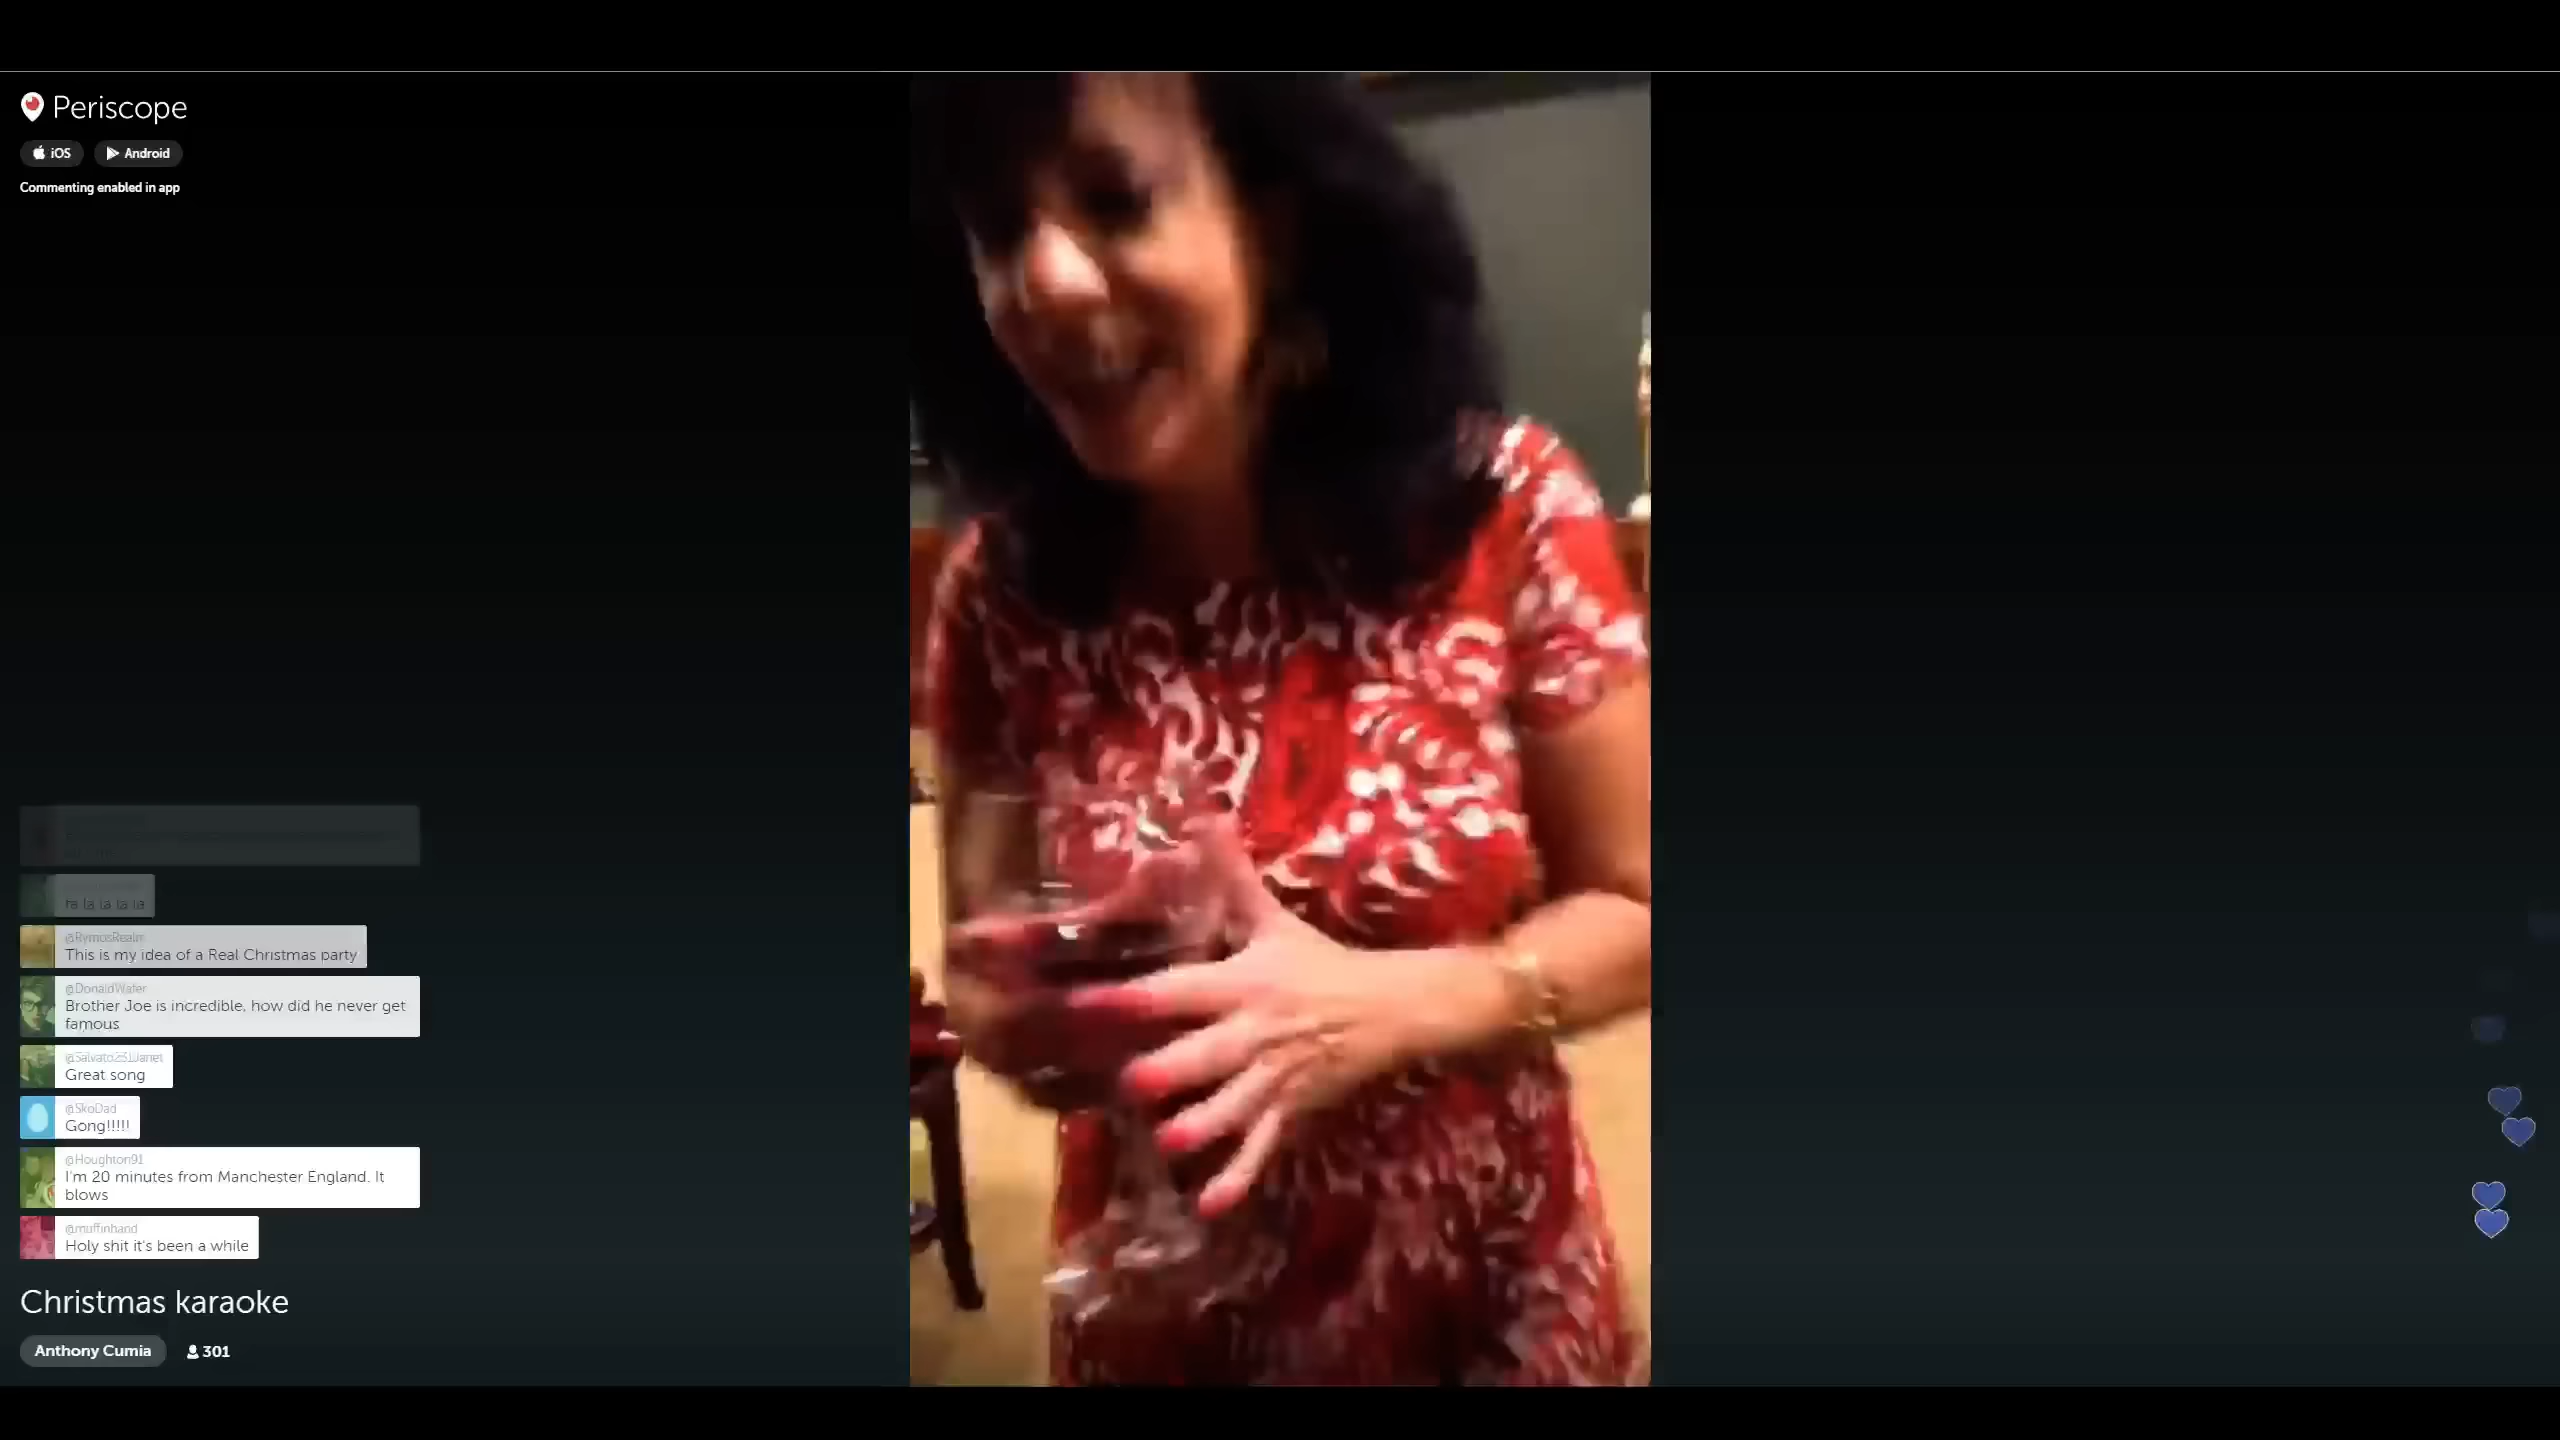 Periscope
iOS
Android
Commenting enabled in app
la la la la
@RymosRealm
This is my idea of a Real Christmas party
@DonaldWafer
Brother Joe is incredible, how did he never get
famous
Great song
@SkoDad
Gong!!!!!
@Houghton91
I'm 20 minutes from Manchester England. It
blows
@muffinhand
Holy shit it's been a while
Christmas karaoke
Anthony Cumia
301